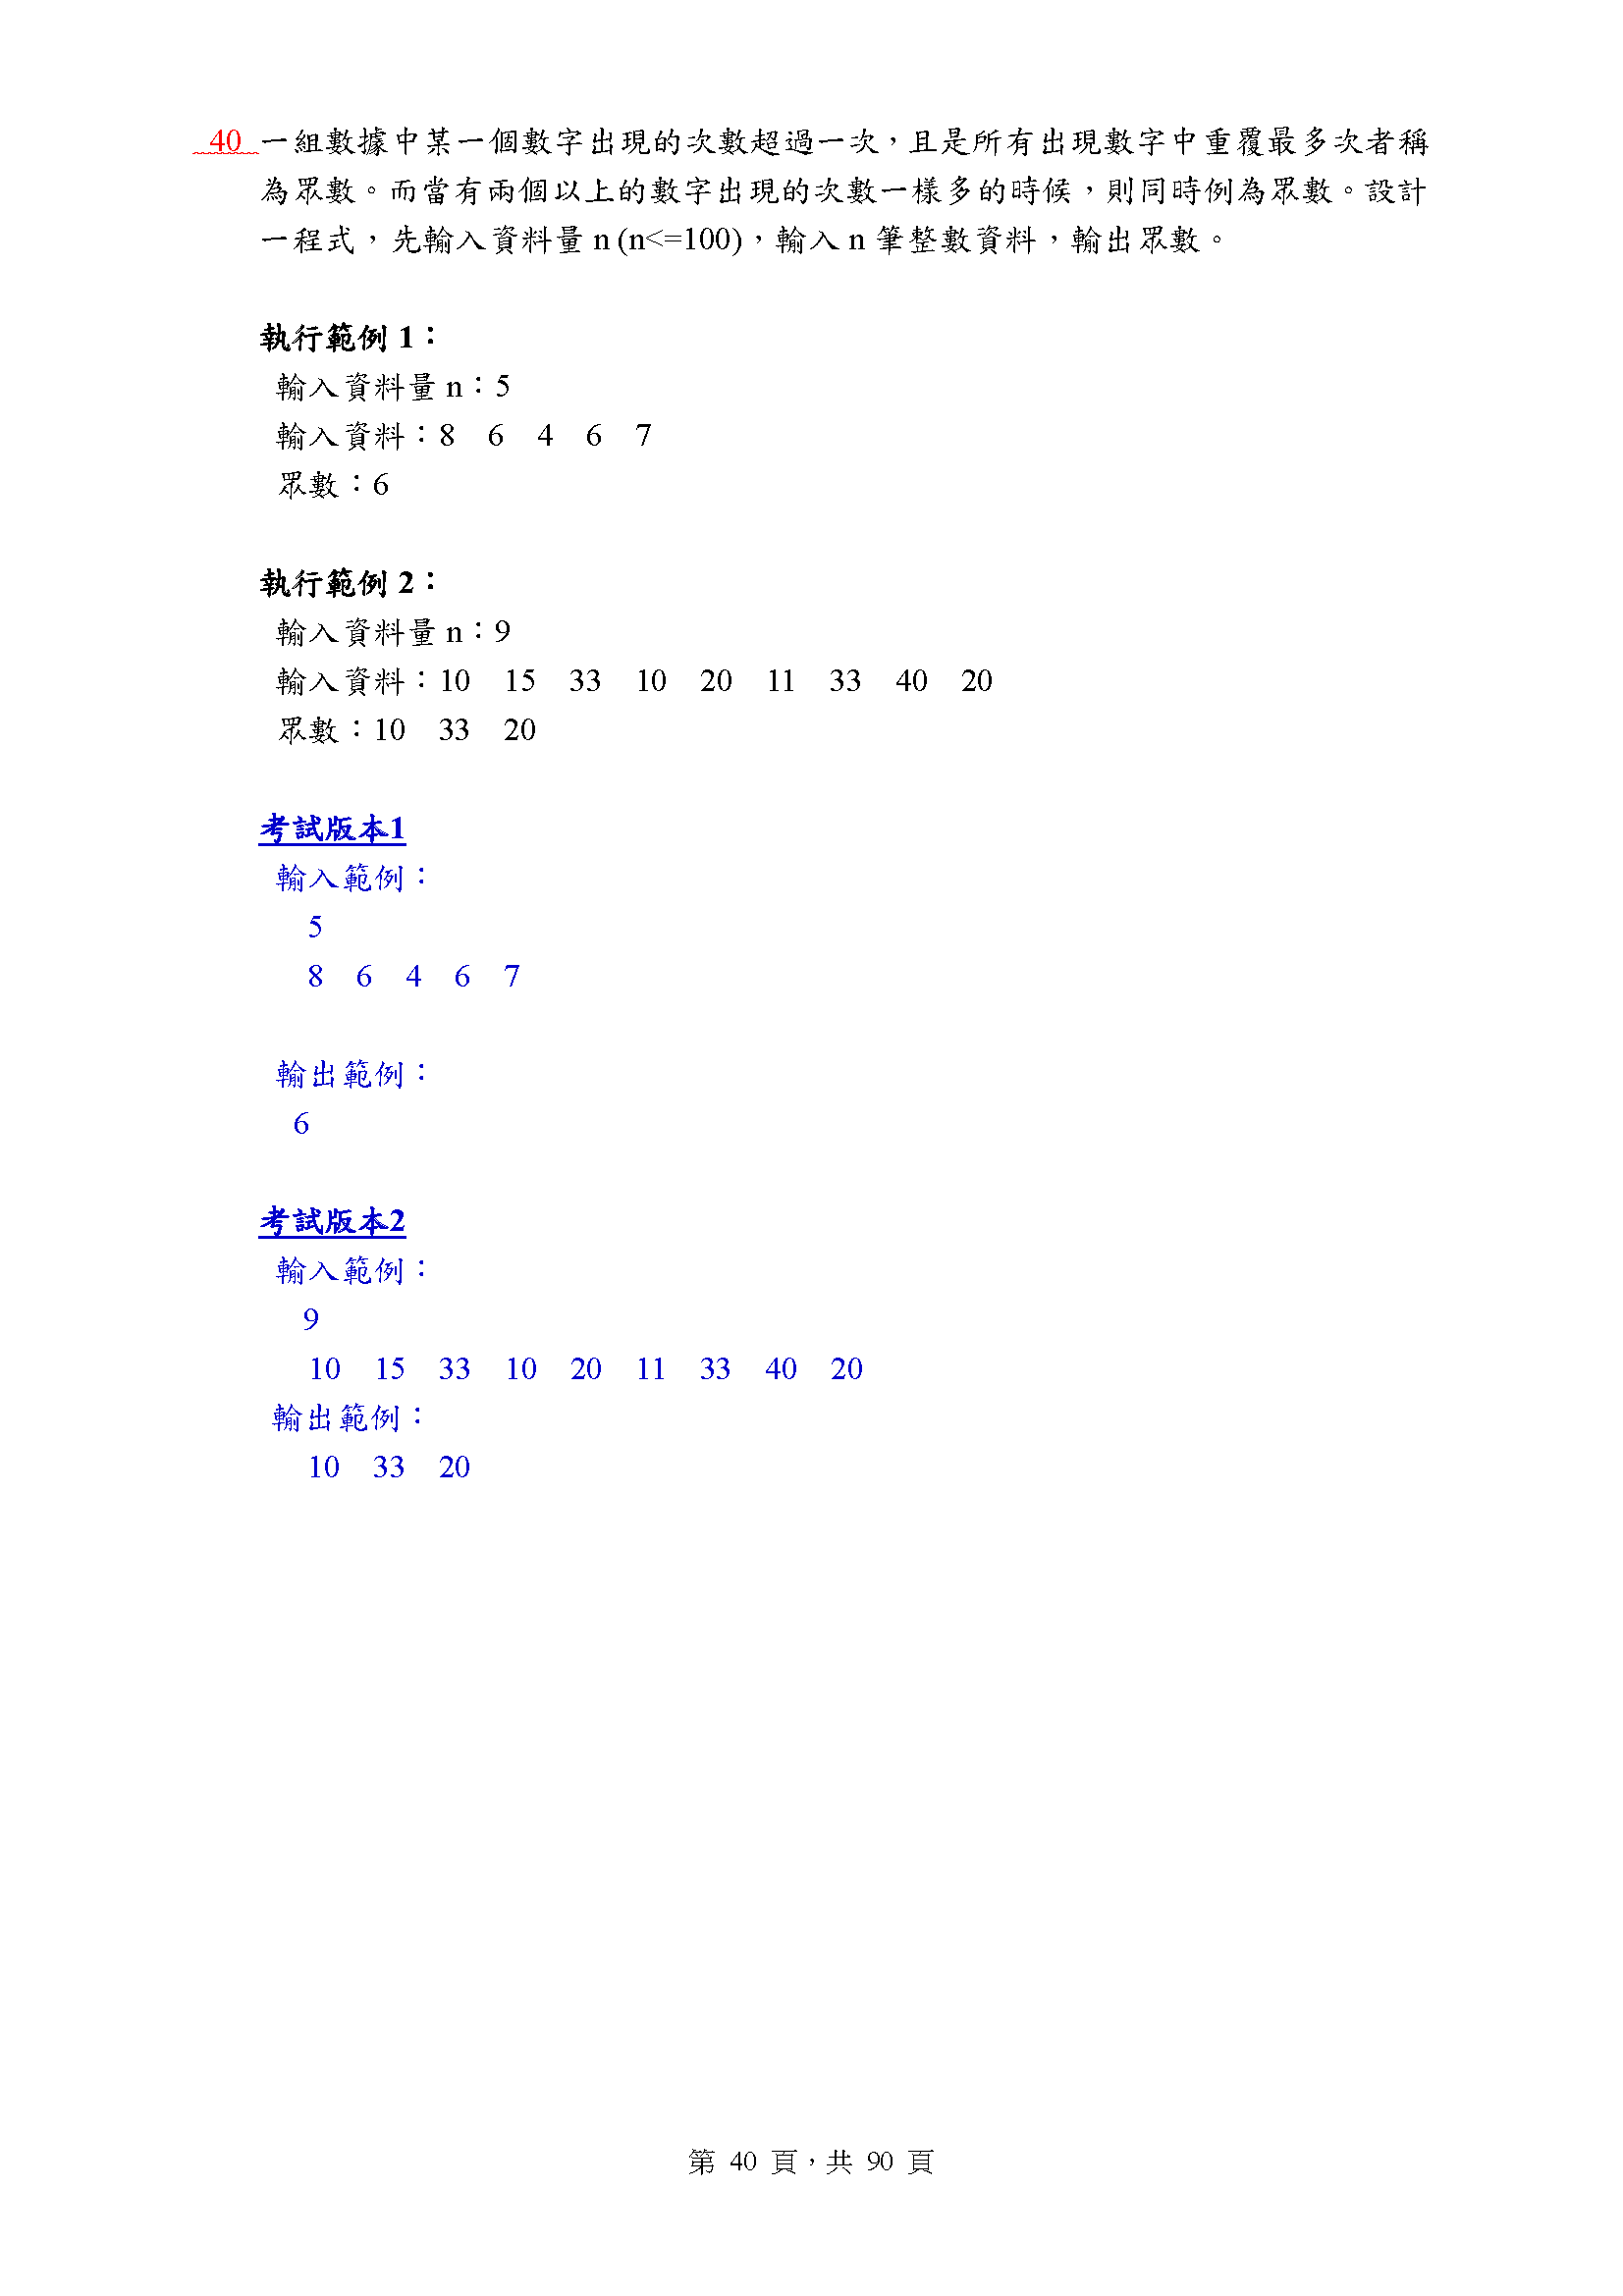 40 一組數據中某一個數字出現的次數超過一次，且是所有出現數字中重覆最多次者稱
為眾數。而當有兩個以上的數字出現的次數一樣多的時候，則同時例為眾數。設計
一程式，先輸入資料量 n (n<=100)，輸入 n 筆整數資料，輸出眾數。
執行範例 1：
輸入資料量 n：5
輸入資料：8 6 4 6 7
眾數：6
執行範例 2：
輸入資料量 n：9
輸入資料：10 15 33 10 20 11 33 40 20
眾數：10 33 20
考試版本1
輸入範例：
5
8 6 4 6 7
輸出範例：
6
考試版本2
輸入範例：
9
10 15 33 10 20 11 33 40 20
輸出範例：
10 33 20
第 40 頁，共 90 頁